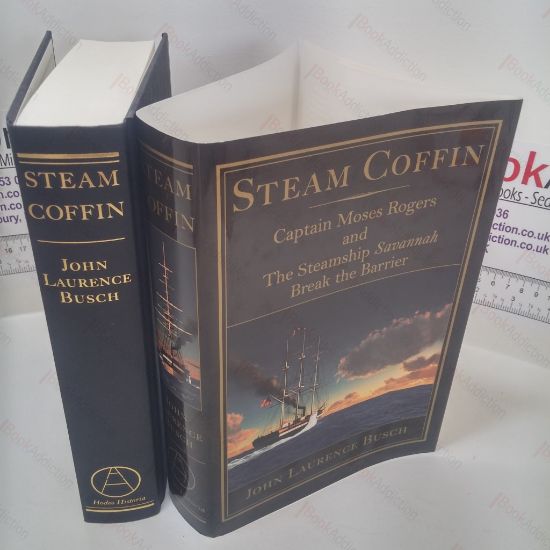 STEAM
COFFIN
JOHN
LAURENCE
BUSCH
Hodos Historia
STEAM COFFIN
Captain Moses Rogers
and
The Steamship Savannah
Break the Barrier
JOHN LAURENCE BUSCH
BookAddiction